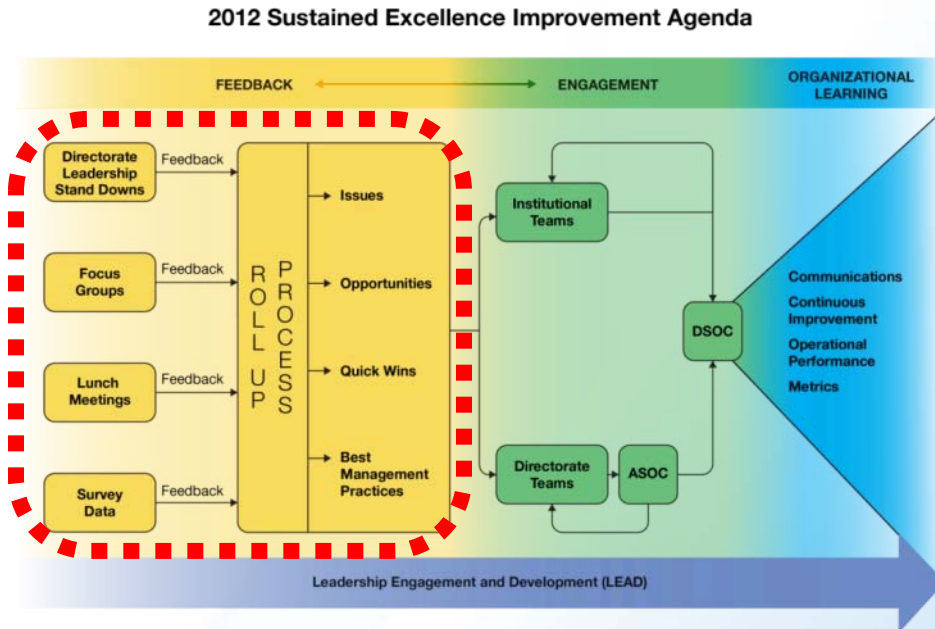 2012 Sustained Excellence Improvement Agenda
FEEDBACK
ENGAGEMENT
ORGANIZATIONAL
LEARNING
Directorate
Leadership
Stand Downs
Feedback
Focus
Groups
Feedback
Lunch
Meetings
Feedback
Survey
Data
Feedback
ROLL UP
PROCESS
Issues
Opportunities
Quick Wins
Best
Management
Practices
Institutional
Teams
Directorate
Teams
ASOC
DSOC
Communications
Continuous
Improvement
Operational
Performance
Metrics
Leadership Engagement and Development (LEAD)